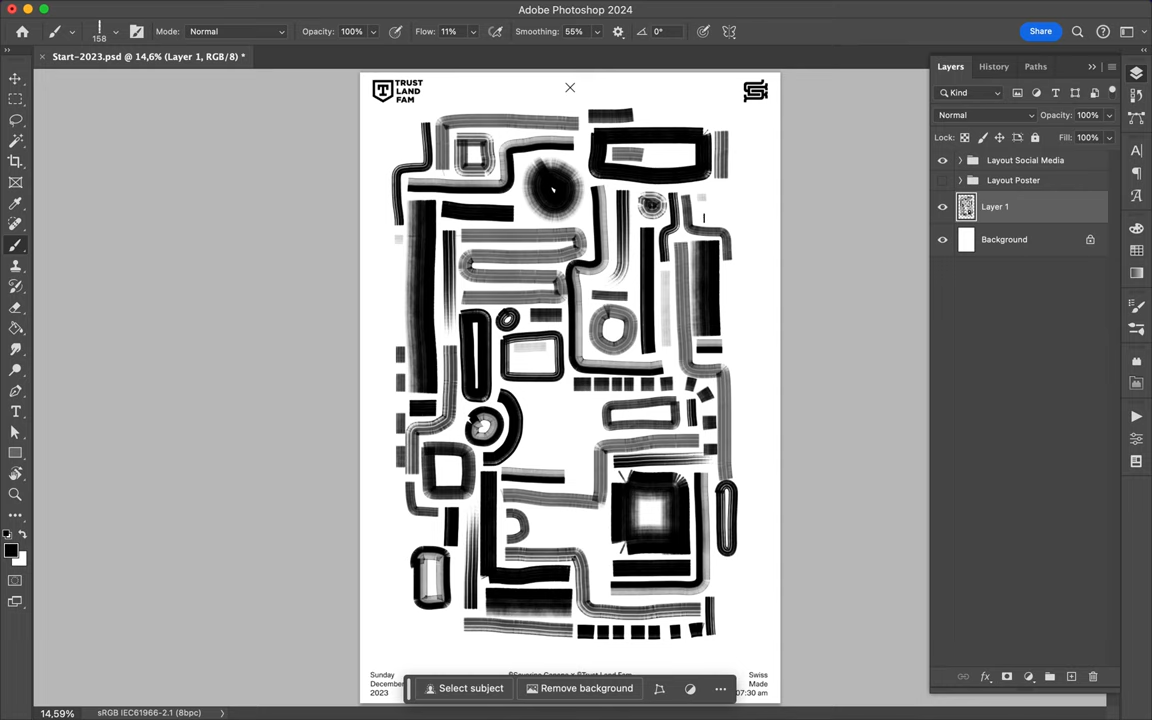 Adobe Photoshop 2024
158
Mode: Normal
Opacity: 100%
Flow: 11%
Smoothing: 55%
0°
Share
Start-2023.psd @ 14,6% (Layer 1, RGB/8) *
TRUST
LAND
FAM
Layers
History
Paths
Kind
Normal
Opacity: 100%
Lock:
Fill: 100%
Layout Social Media
Layout Poster
Layer 1
Background
Sunday
December
2023
Swiss
Made
07:30 am
Select subject
Remove background
14,59%
sRGB IEC61966-2.1 (8bpc)